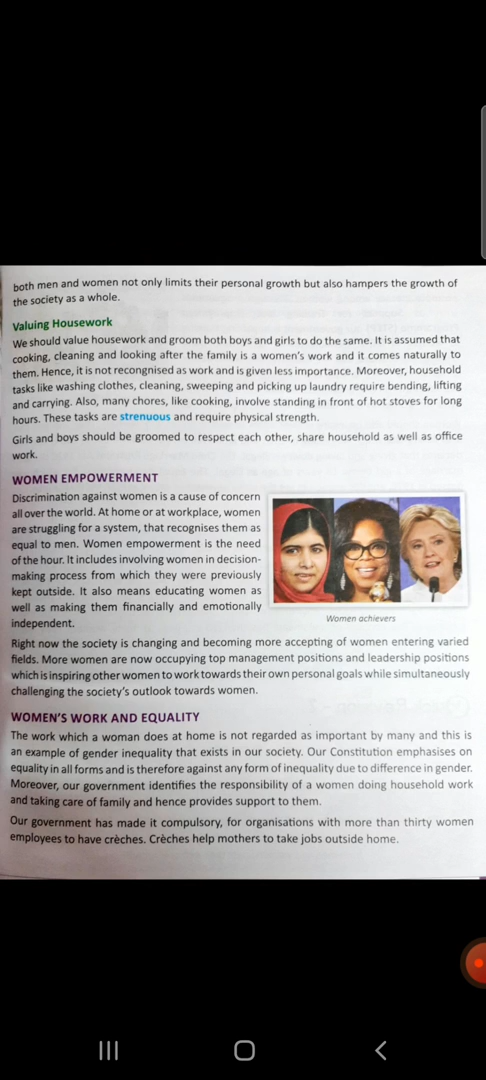 both men and women not only limits their personal growth but also hampers the growth of
the society as a whole.
Valuing Housework
We should value housework and groom both boys and girls to do the same. It is assumed that
cooking, cleaning and looking after the family is a women's work and it comes naturally to
them. Hence, it is not recongnised as work and is given less importance. Moreover, household
tasks like washing clothes, cleaning, sweeping and picking up laundry require bending, lifting
and carrying. Also, many chores, like cooking, involve standing in front of hot stoves for long
hours. These tasks are strenuous and require physical strength.
Girls and boys should be groomed to respect each other, share household as well as office
work.
WOMEN EMPOWERMENT
Discrimination against women is a cause of concern
all over the world. At home or at workplace, women
are struggling for a system, that recognises them as
equal to men. Women empowerment is the need
of the hour. It includes involving women in decision-
making process from which they were previously
kept outside. It also means educating women as
well as making them financially and emotionally
independent.
Women achievers
Right now the society is changing and becoming more accepting of women entering varied
fields. More women are now occupying top management positions and leadership positions
which is inspiring other women to work towards their own personal goals while simultaneously
challenging the society's outlook towards women.
WOMEN'S WORK AND EQUALITY
The work which a woman does at home is not regarded as important by many and this is
an example of gender inequality that exists in our society. Our Constitution emphasises on
equality in all forms and is therefore against any form of inequality due to difference in gender.
Moreover, our government identifies the responsibility of a women doing household work
and taking care of family and hence provides support to them.
Our government has made it compulsory, for organisations with more than thirty women
employees to have crèches. Crèches help mothers to take jobs outside home.